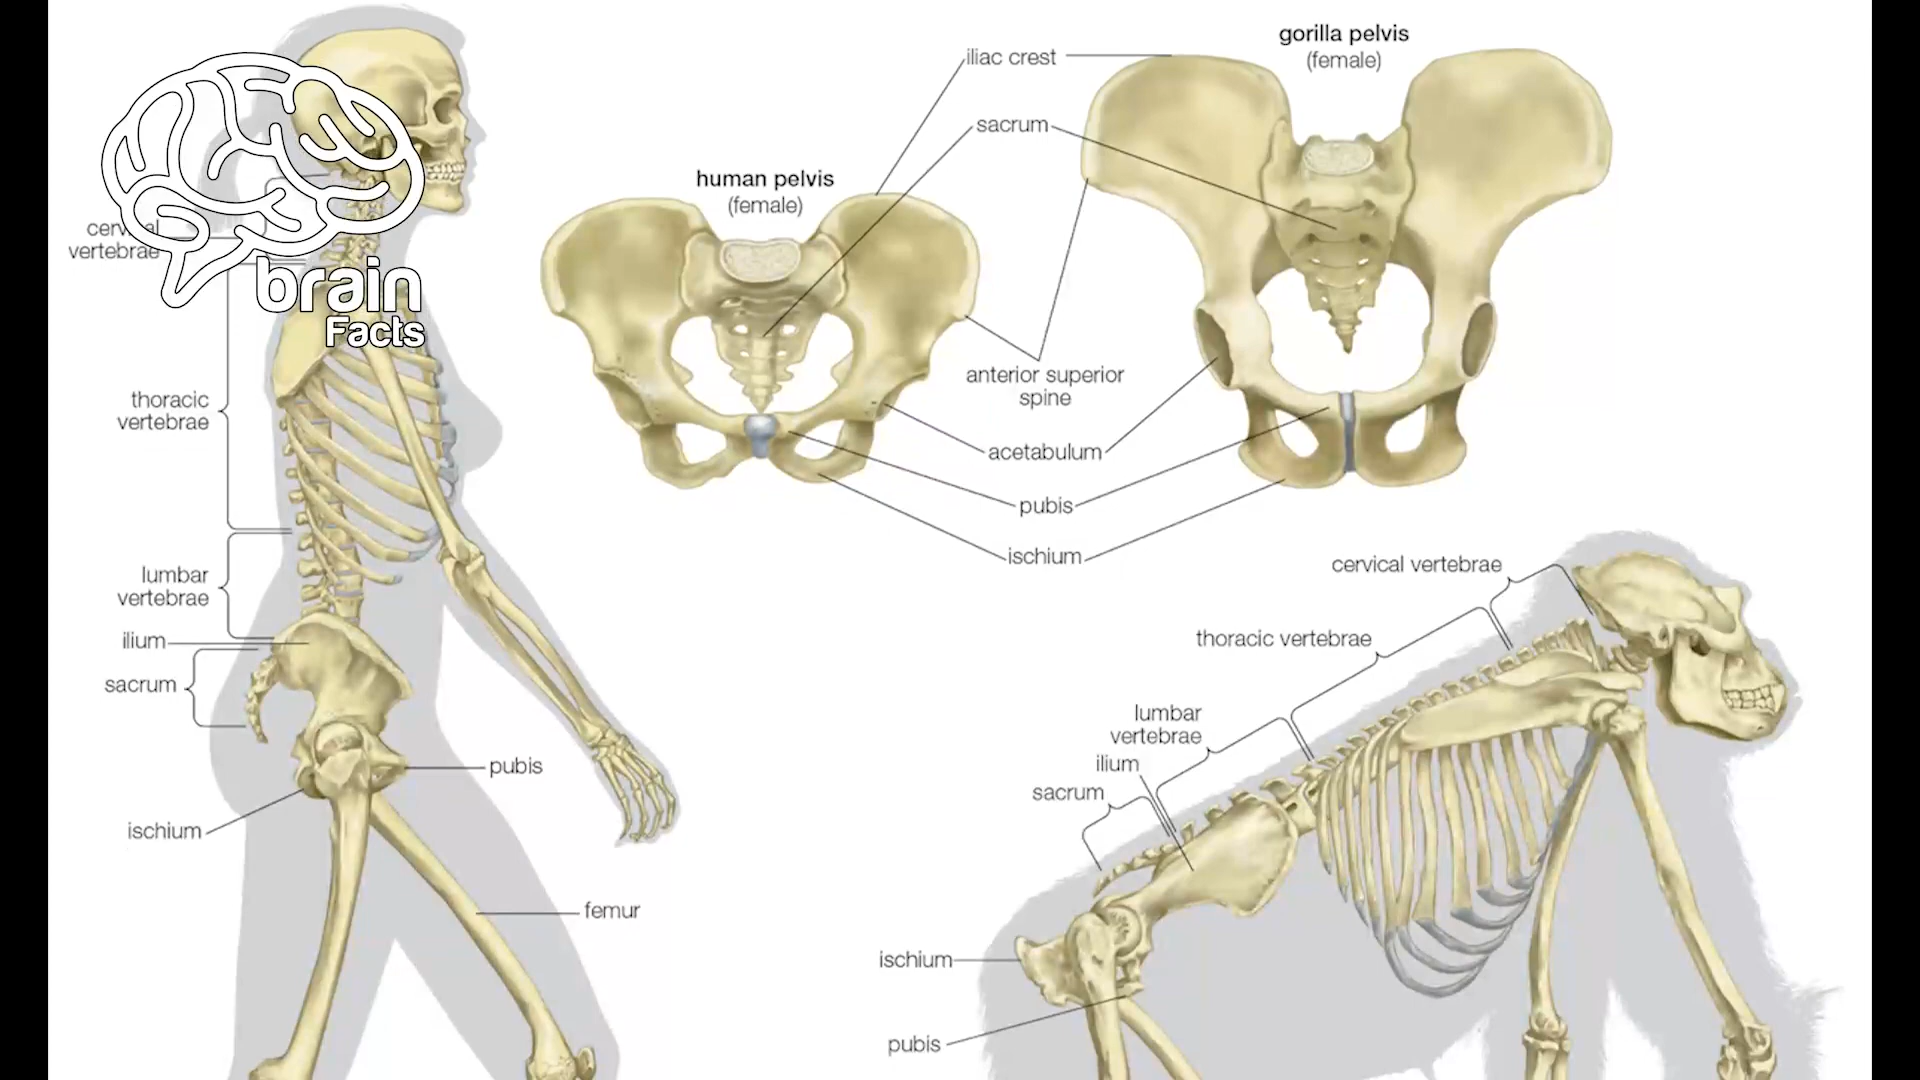 brain
Facts
cervical
vertebrae
thoracic
vertebrae
lumbar
vertebrae
ilium
sacrum
ischium
pubis
femur
human pelvis
(female)
iliac crest
sacrum
gorilla pelvis
(female)
anterior superior
spine
acetabulum
pubis
ischium
cervical vertebrae
thoracic vertebrae
lumbar
vertebrae
ilium
sacrum
ischium
pubis